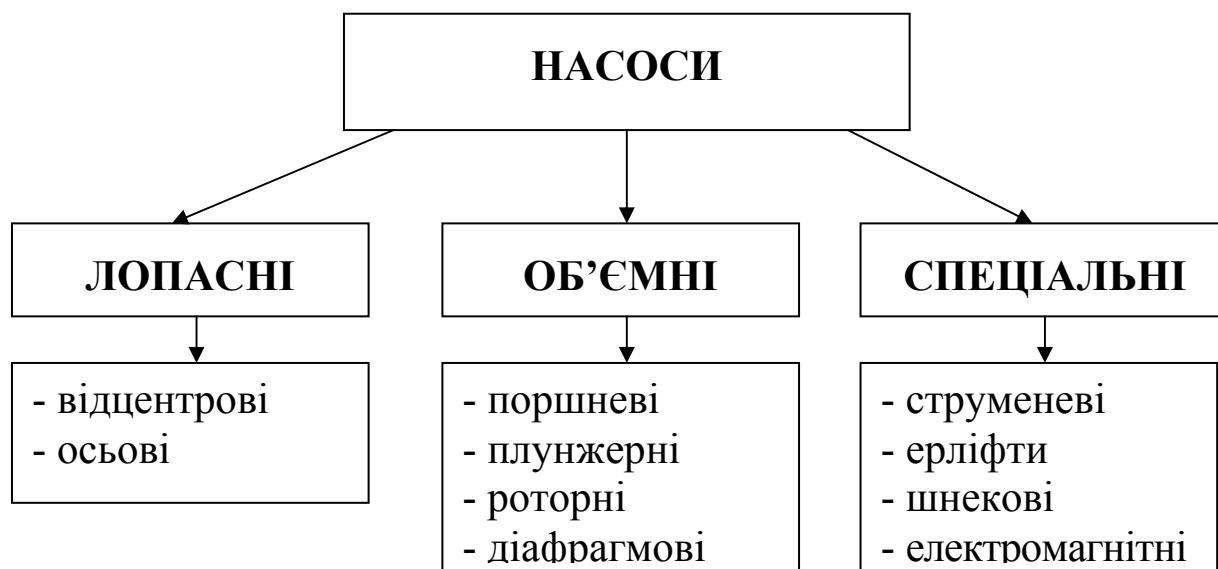 НАСОСИ
ЛОПАСНІ
ОБ’ЄМНІ
СПЕЦІАЛЬНІ
- відцентрові
- осьові
- поршневі
- плунжерні
- роторні
- діафрагмові
- струменеві
- ерліфти
- шнекові
- електромагнітні